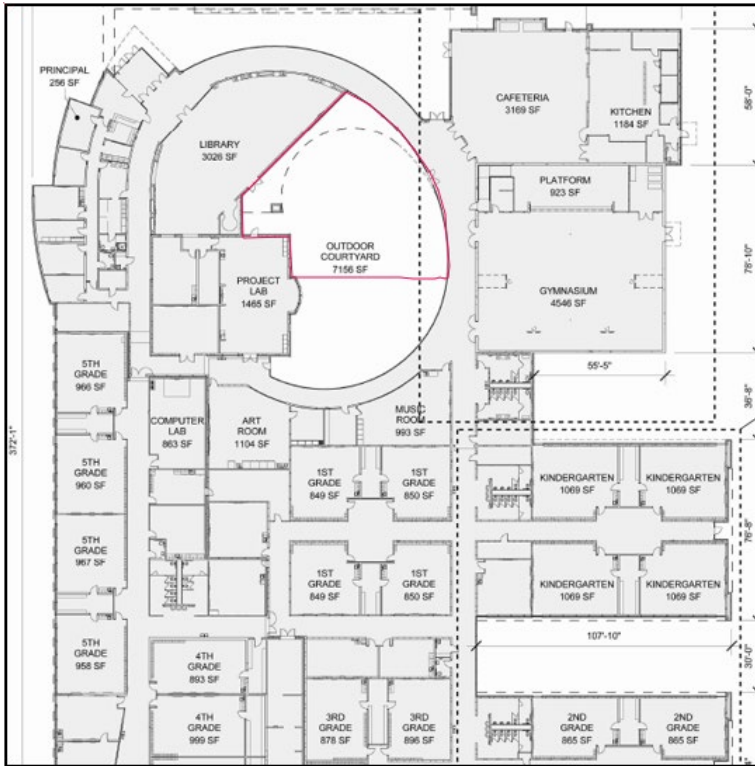 PRINCIPAL
256 SF
LIBRARY
3026 SF
CAFETERIA
3169 SF
KITCHEN
1184 SF
58'-0"
PLATFORM
923 SF
OUTDOOR
COURTYARD
7156 SF
PROJECT
LAB
1465 SF
GYMNASIUM
4546 SF
78'-10"
55'-5"
36'-8"
5TH
GRADE
966 SF
COMPUTER
LAB
863 SF
ART
ROOM
1104 SF
MUSIC
ROOM
993 SF
372'-1"
5TH
GRADE
960 SF
1ST
GRADE
849 SF
1ST
GRADE
850 SF
KINDERGARTEN
1069 SF
KINDERGARTEN
1069 SF
76'-8"
5TH
GRADE
967 SF
1ST
GRADE
849 SF
1ST
GRADE
850 SF
KINDERGARTEN
1069 SF
KINDERGARTEN
1069 SF
5TH
GRADE
958 SF
4TH
GRADE
893 SF
107'-10"
30'-0"
4TH
GRADE
999 SF
3RD
GRADE
878 SF
3RD
GRADE
896 SF
2ND
GRADE
865 SF
2ND
GRADE
865 SF